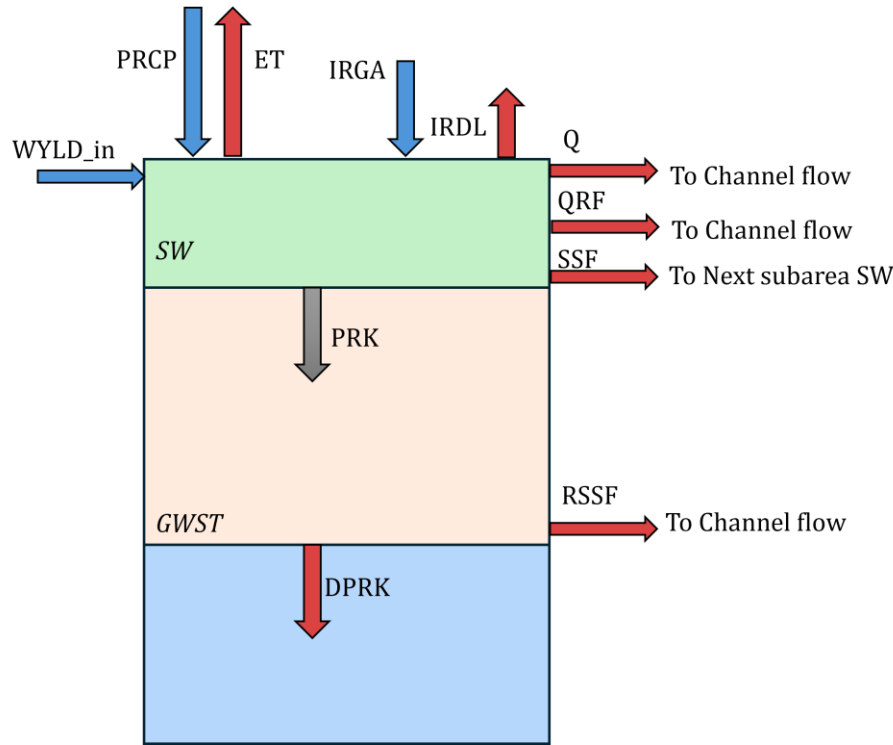 PRCP
ET
IRGA
IRDL
WYLD_in
Q
To Channel flow
QRF
To Channel flow
SW
SSF
To Next subarea SW
PRK
RSSF
GWST
To Channel flow
DPRK